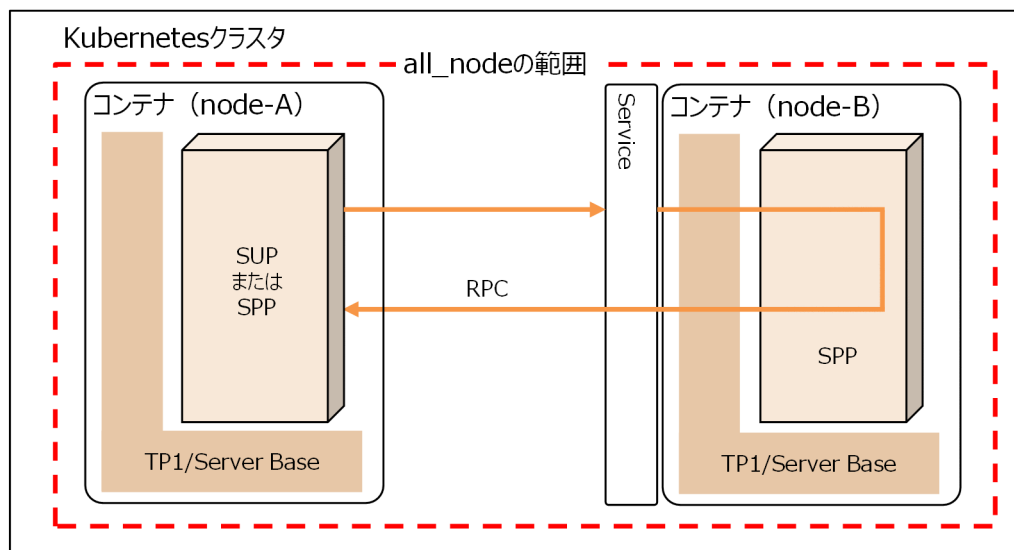 Kubernetesクラスタ
all_nodeの範囲
コンテナ（node-A）
Service
コンテナ（node-B）
SUP
または
SPP
RPC
SPP
TP1/Server Base
TP1/Server Base